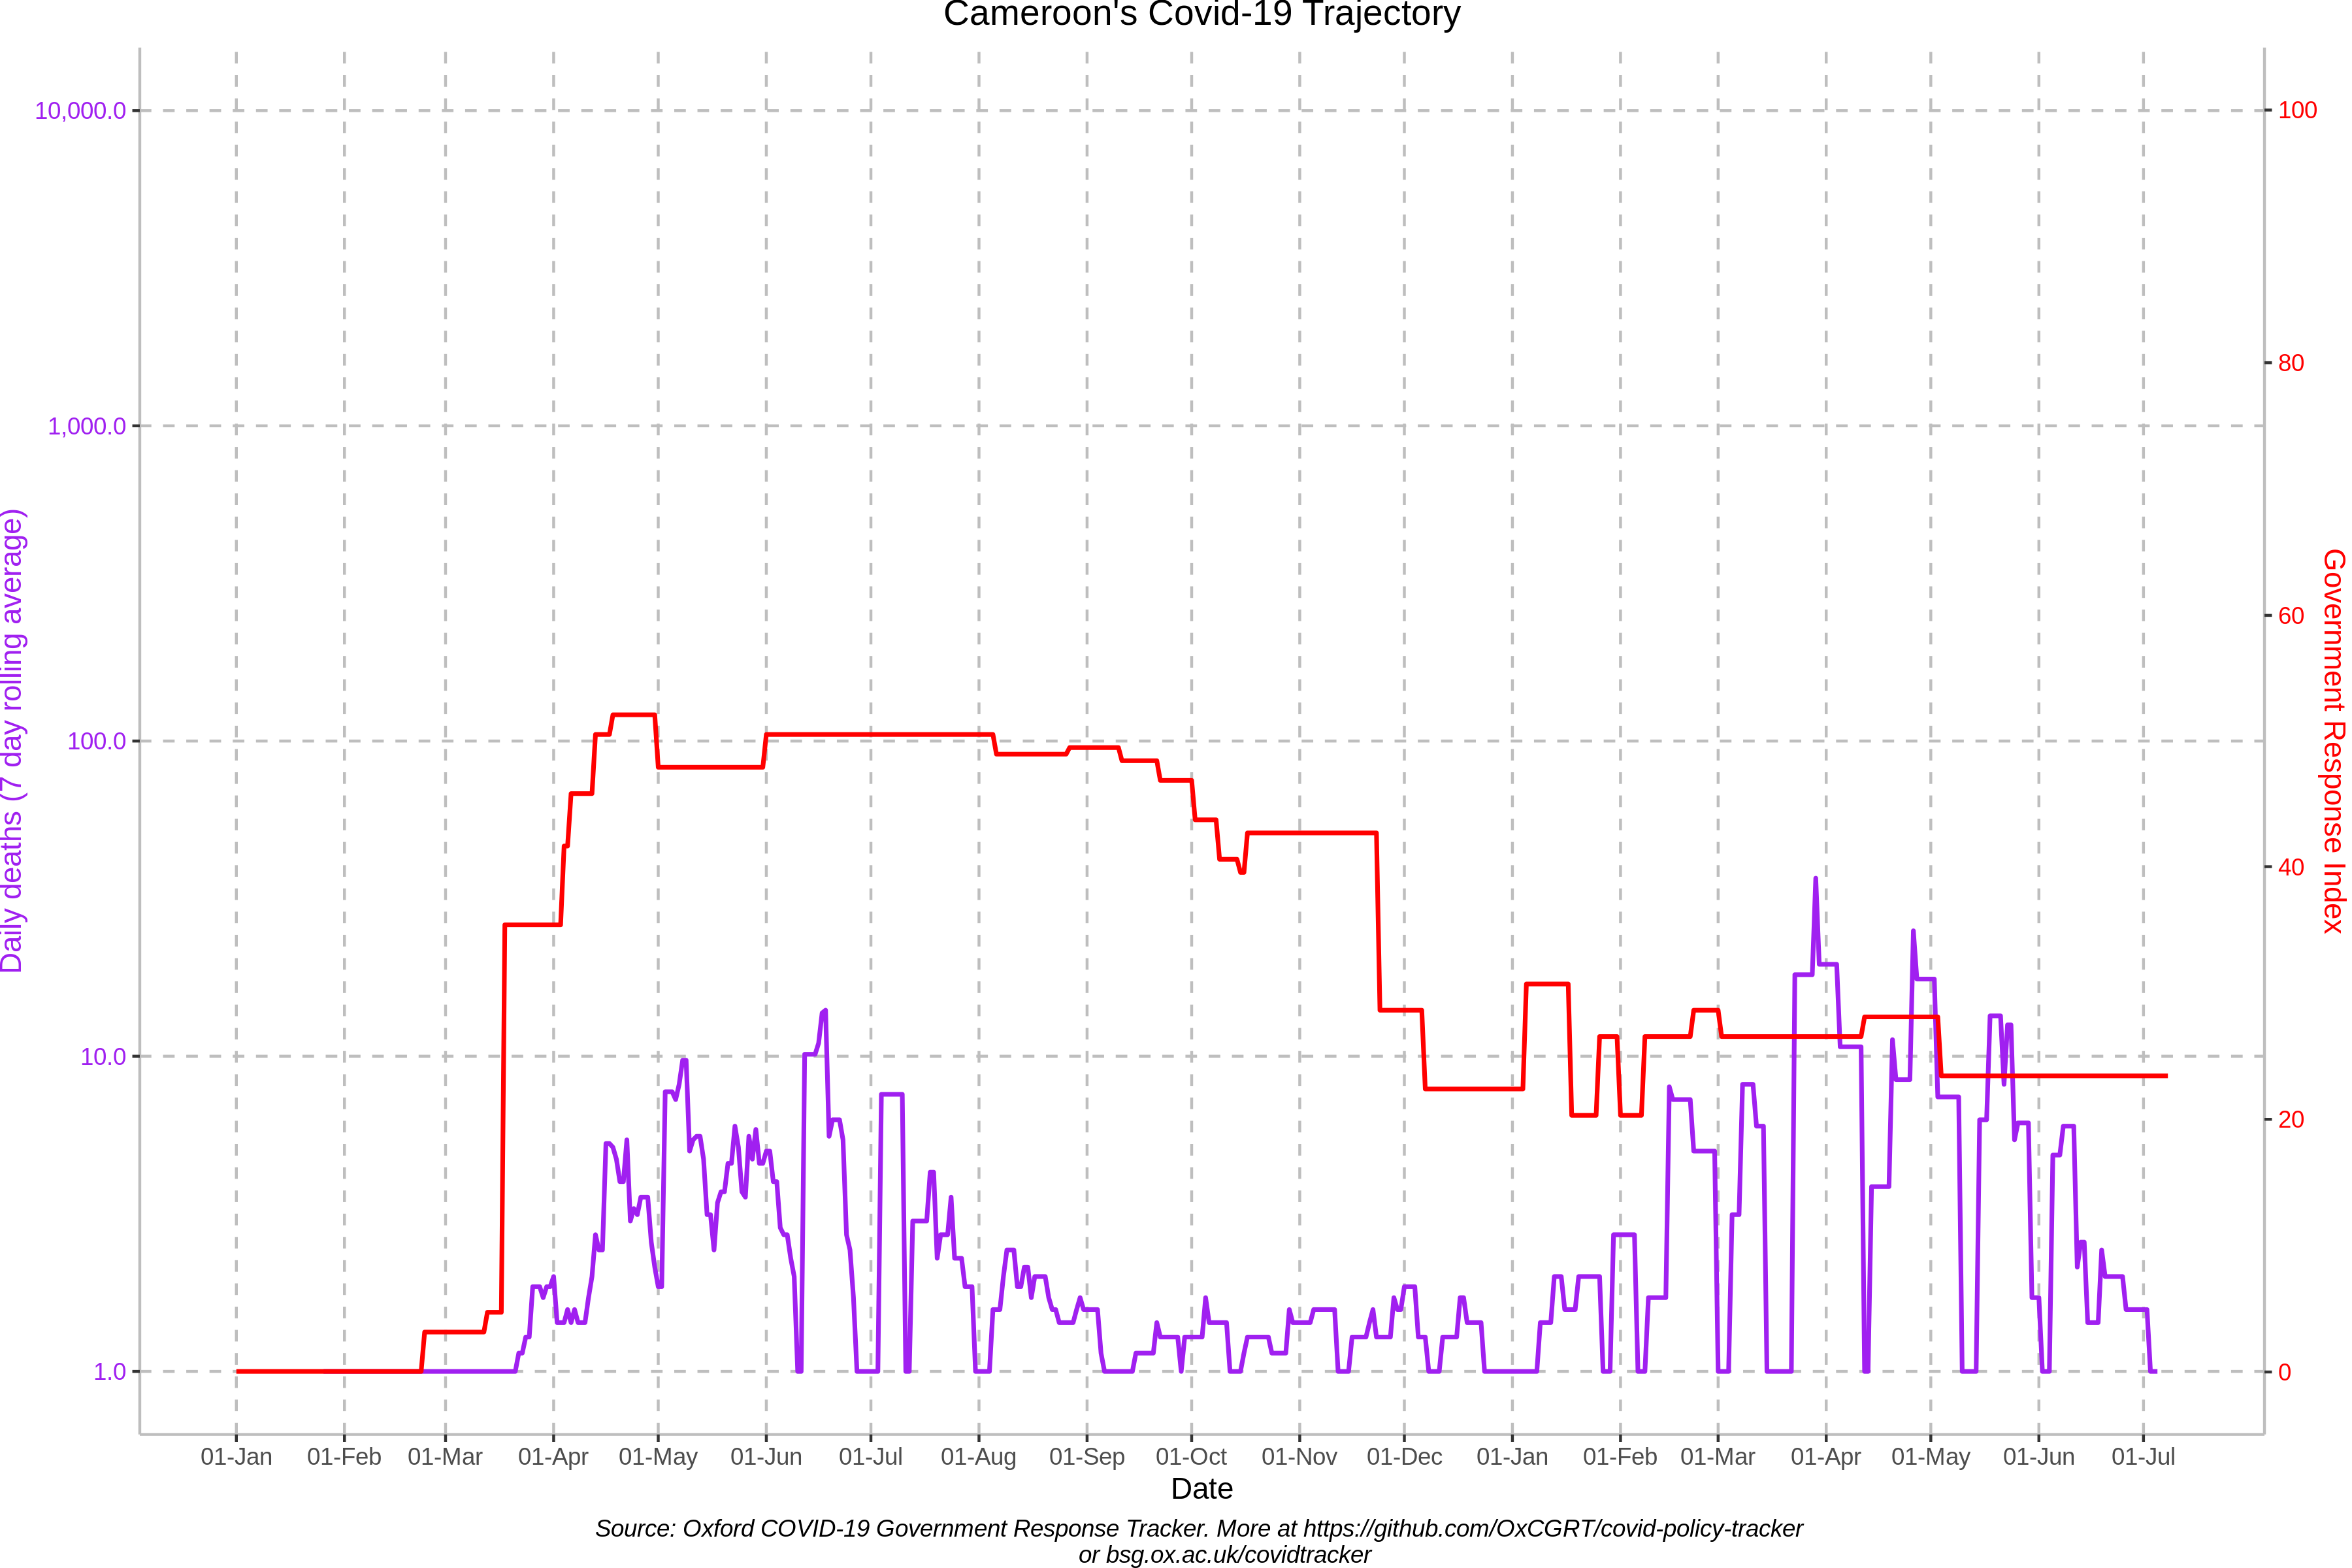 Cameroon's Covid-19 Trajectory
10,000.0
1,000.0
100.0
10.0
1.0
Daily deaths (7 day rolling average)
100
80
60
40
20
0
Government Response Index
01-Jan 01-Feb 01-Mar 01-Apr 01-May 01-Jun 01-Jul 01-Aug 01-Sep 01-Oct 01-Nov 01-Dec 01-Jan 01-Feb 01-Mar 01-Apr 01-May 01-Jun 01-Jul
Date
Source: Oxford COVID-19 Government Response Tracker. More at https://github.com/OxCGRT/covid-policy-tracker
or bsg.ox.ac.uk/covidtracker